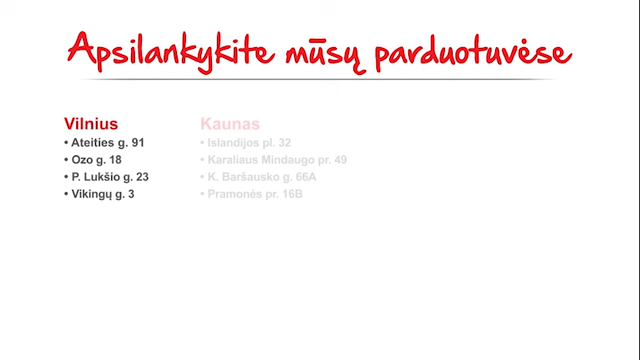 Apsilankykite mūsų parduotuvėse
Vilnius
• Ateities g. 91
• Ozo g. 18
• P. Lukšio g. 23
• Vikingų g. 3
Kaunas
• Islandijos pl. 32
• Karaliaus Mindaugo pr. 49
• K. Baršausko g. 66A
• Pramonės pr. 16B